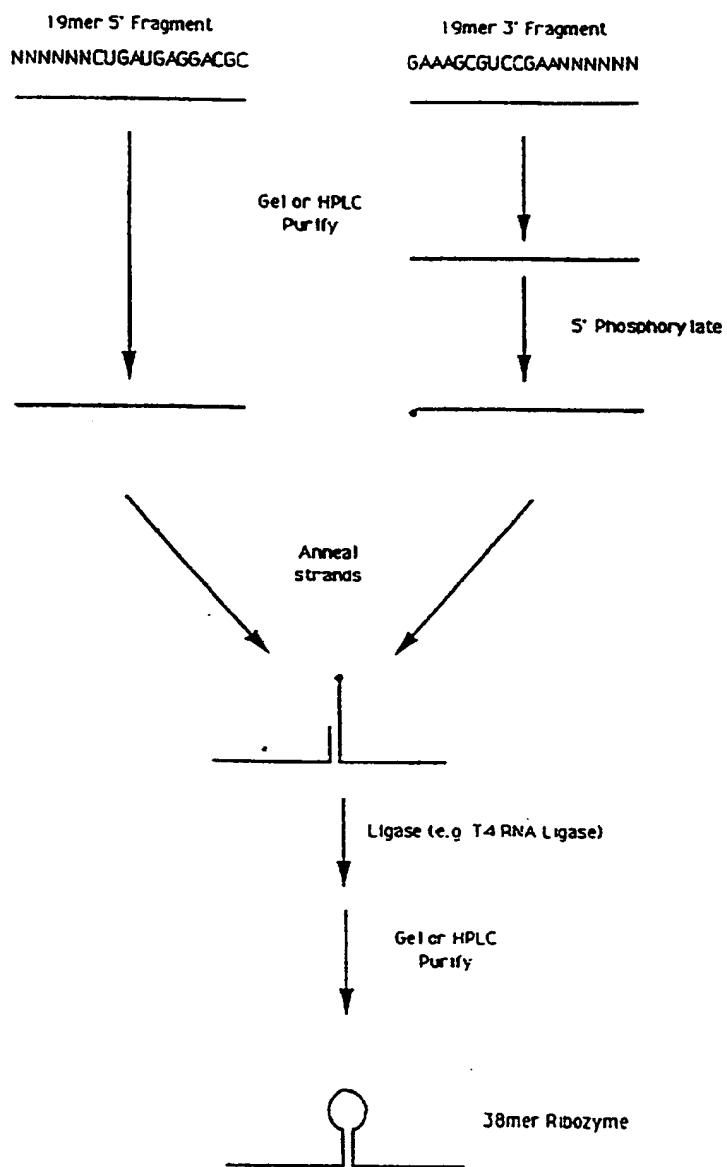 19mer 5' Fragment
NNNNNNCUGAUGAGGACGC
19mer 3' Fragment
GAAAGCGUCCGAANNNNNN
Gel or HPLC
Purify
5' Phosphorylate
Anneal
strands
Ligase (e.g T4 RNA Ligase)
Gel or HPLC
Purify
38mer Ribozyme